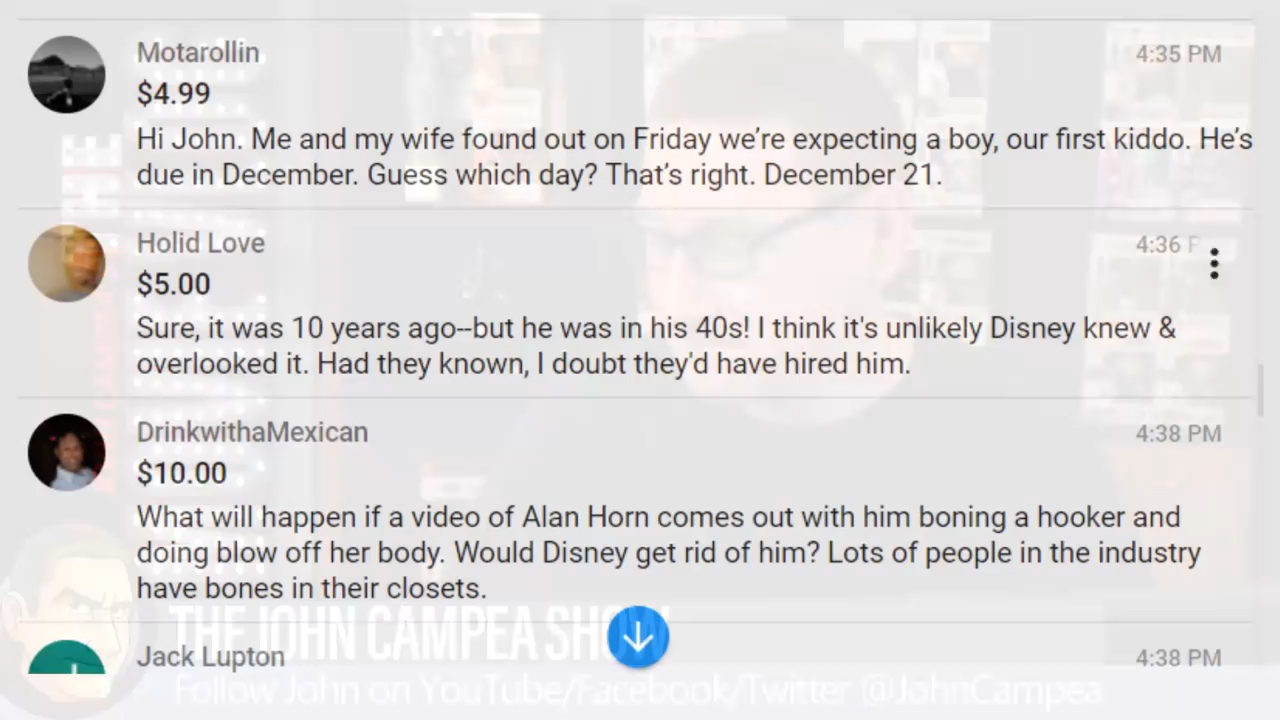 Motarollin
4:35 PM
$4.99
Hi John. Me and my wife found out on Friday we’re expecting a boy, our first kiddo. He’s
due in December. Guess which day? That’s right. December 21.
Holid Love
4:36 P
$5.00
Sure, it was 10 years ago--but he was in his 40s! I think it's unlikely Disney knew &
overlooked it. Had they known, I doubt they'd have hired him.
DrinkwithaMexican
4:38 PM
$10.00
What will happen if a video of Alan Horn comes out with him boning a hooker and
doing blow off her body. Would Disney get rid of him? Lots of people in the industry
have bones in their closets.
THE JOHN CAMPEA SHOW
Jack Lupton
4:38 PM
Follow John on YouTube/Facebook/Twitter @JohnCampea